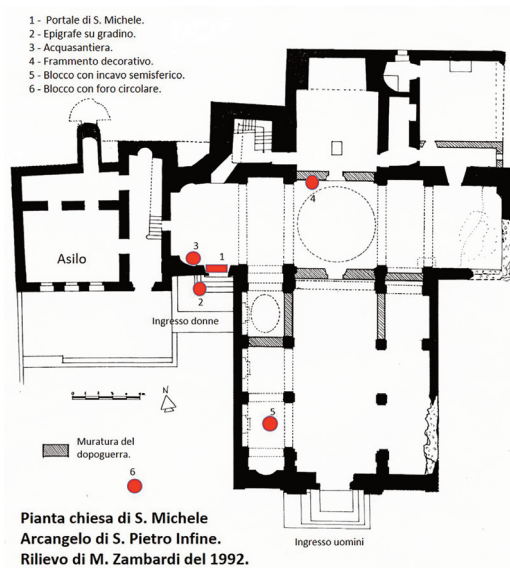 1 - Portale di S. Michele.
2 - Epigrafe su gradino.
3 - Acquasantiera.
4 - Frammento decorativo.
5 - Blocco con incavo semisferico.
6 - Blocco con foro circolare.
4
Asilo
3
1
2
Ingresso donne
N
5
Muratura del
dopoguerra.
6
Pianta chiesa di S. Michele
Arcangelo di S. Pietro Infine.
Rilievo di M. Zambardi del 1992.
Ingresso uomini